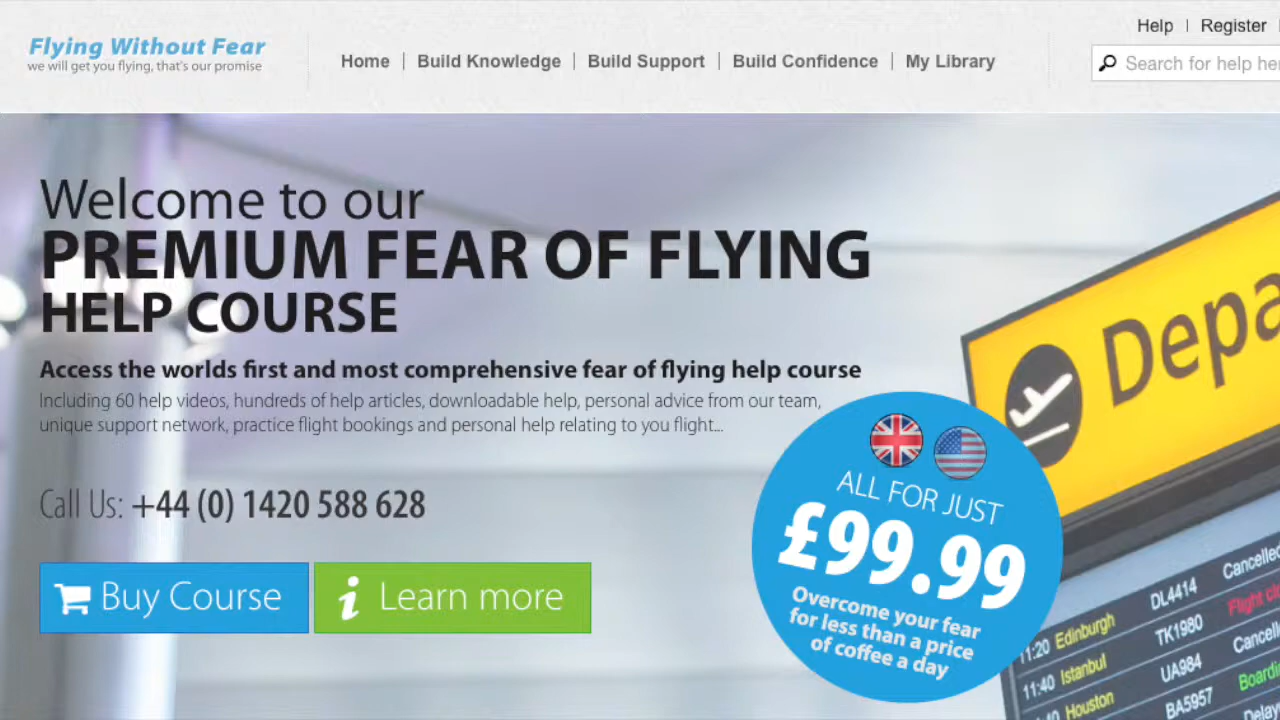 Help | Register |
Flying Without Fear
we will get you flying, that's our promise
Home | Build Knowledge | Build Support | Build Confidence | My Library
Search for help
Welcome to our
PREMIUM FEAR OF FLYING
HELP COURSE
Access the worlds first and most comprehensive fear of flying help course
Including 60 help videos, hundreds of help articles, downloadable help, personal advice from our team,
unique support network, practice flight bookings and personal help relating to you flight...
Call Us: +44 (0) 1420 588 628
Buy Course
Learn more
ALL FOR JUST
£99.99
Overcome your fear
for less than a price
of coffee a day
Depa
11:20 Edinburgh DL4414 Cancelled
11:40 Istanbul TK1980 Flight
Houston UA984 Cancell
BA5957 Boardi
Delay